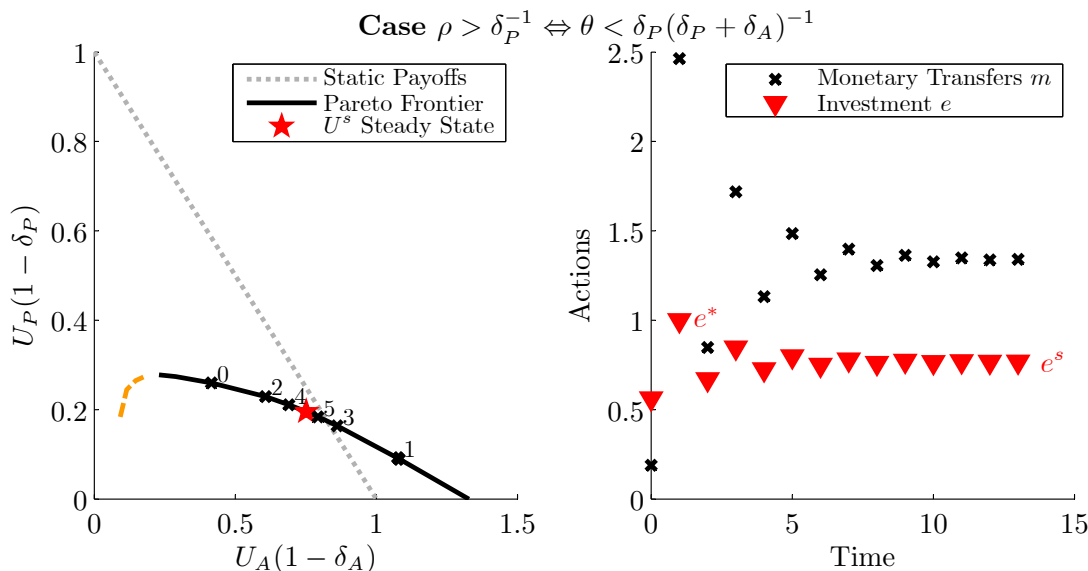 Case ρ > δ_P^{-1} ⇔ θ < δ_P(δ_P + δ_A)^{-1}
Static Payoffs
Pareto Frontier
U^s Steady State
U_P(1 − δ_P)
1
0.8
0.6
0.4
0.2
0
0 2 4 5 3 1
0 0.5 1 1.5
U_A(1 − δ_A)
Monetary Transfers m
Investment e
Actions
2.5
2
1.5
1
0.5
0
e*
e^s
0 5 10 15
Time